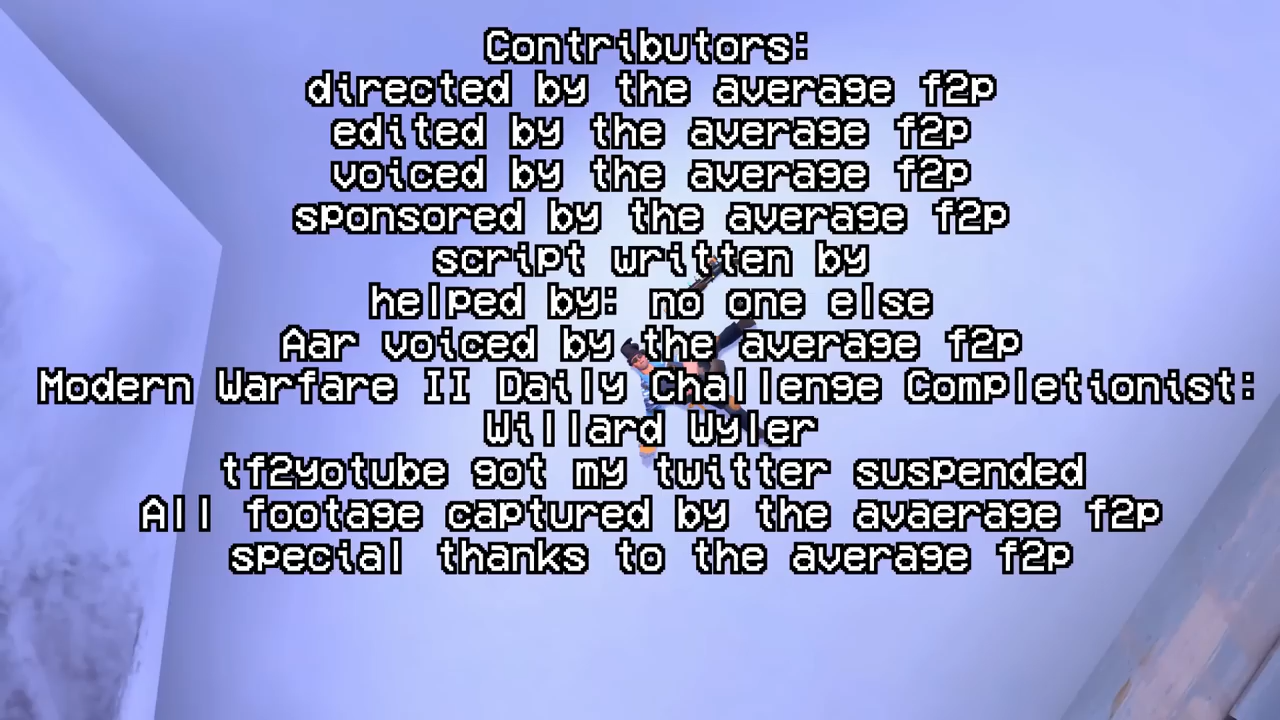 Contributors:
directed by the average f2p
edited by the average f2p
voiced by the average f2p
sponsored by the average f2p
script written by
helped by: no one else
Aar voiced by the average f2p
Modern Warfare II Daily Challenge Completionist:
Willard Wyler
tf2yotube got my twitter suspended
All footage captured by the avaerage f2p
special thanks to the average f2p